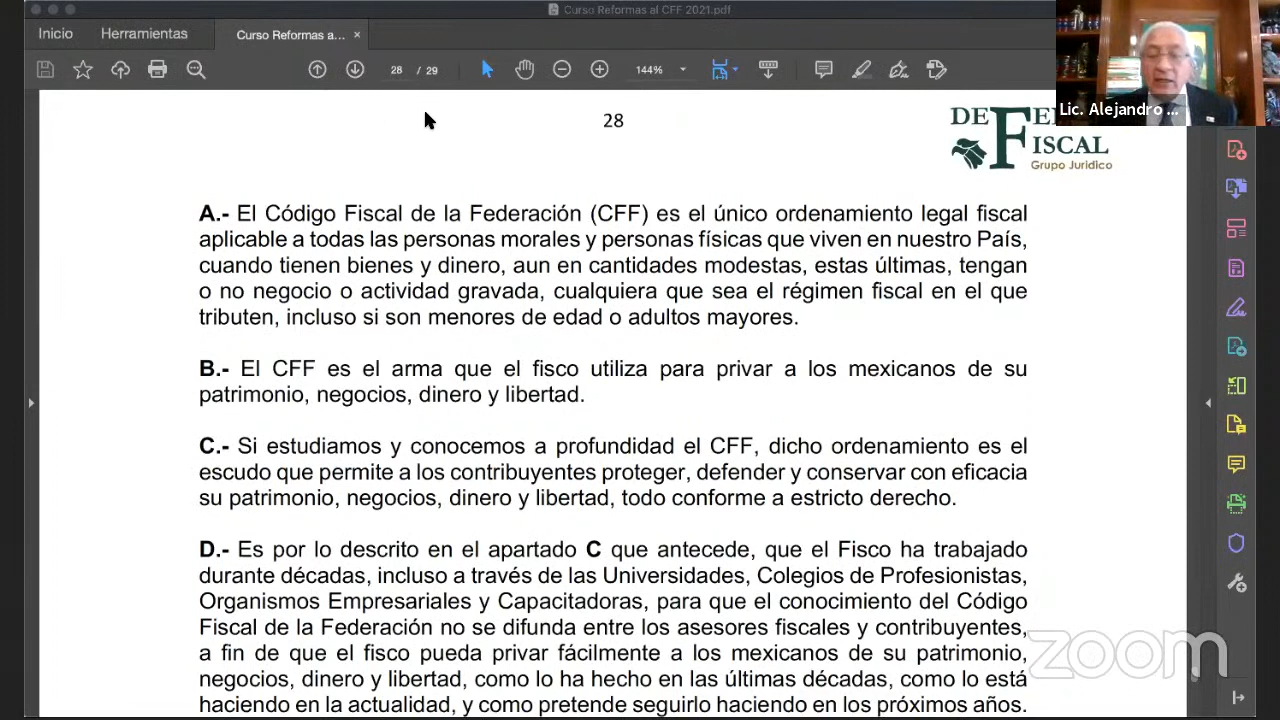 Curso Reformas al CFF 2021.pdf
Inicio
Herramientas
Curso Reformas a...
28 / 29
144%
Lic. Alejandro ...
28
DEFE
FISCAL
Grupo Juridico
A.- El Código Fiscal de la Federación (CFF) es el único ordenamiento legal fiscal
aplicable a todas las personas morales y personas físicas que viven en nuestro País,
cuando tienen bienes y dinero, aun en cantidades modestas, estas últimas, tengan
o no negocio o actividad gravada, cualquiera que sea el régimen fiscal en el que
tributen, incluso si son menores de edad o adultos mayores.
B.- El CFF es el arma que el fisco utiliza para privar a los mexicanos de su
patrimonio, negocios, dinero y libertad.
C.- Si estudiamos y conocemos a profundidad el CFF, dicho ordenamiento es el
escudo que permite a los contribuyentes proteger, defender y conservar con eficacia
su patrimonio, negocios, dinero y libertad, todo conforme a estricto derecho.
D.- Es por lo descrito en el apartado C que antecede, que el Fisco ha trabajado
durante décadas, incluso a través de las Universidades, Colegios de Profesionistas,
Organismos Empresariales y Capacitadoras, para que el conocimiento del Código
Fiscal de la Federación no se difunda entre los asesores fiscales y contribuyentes,
a fin de que el fisco pueda privar fácilmente a los mexicanos de su patrimonio,
negocios, dinero y libertad, como lo ha hecho en las últimas décadas, como lo está
haciendo en la actualidad, y como pretende seguirlo haciendo en los próximos años.
zoom